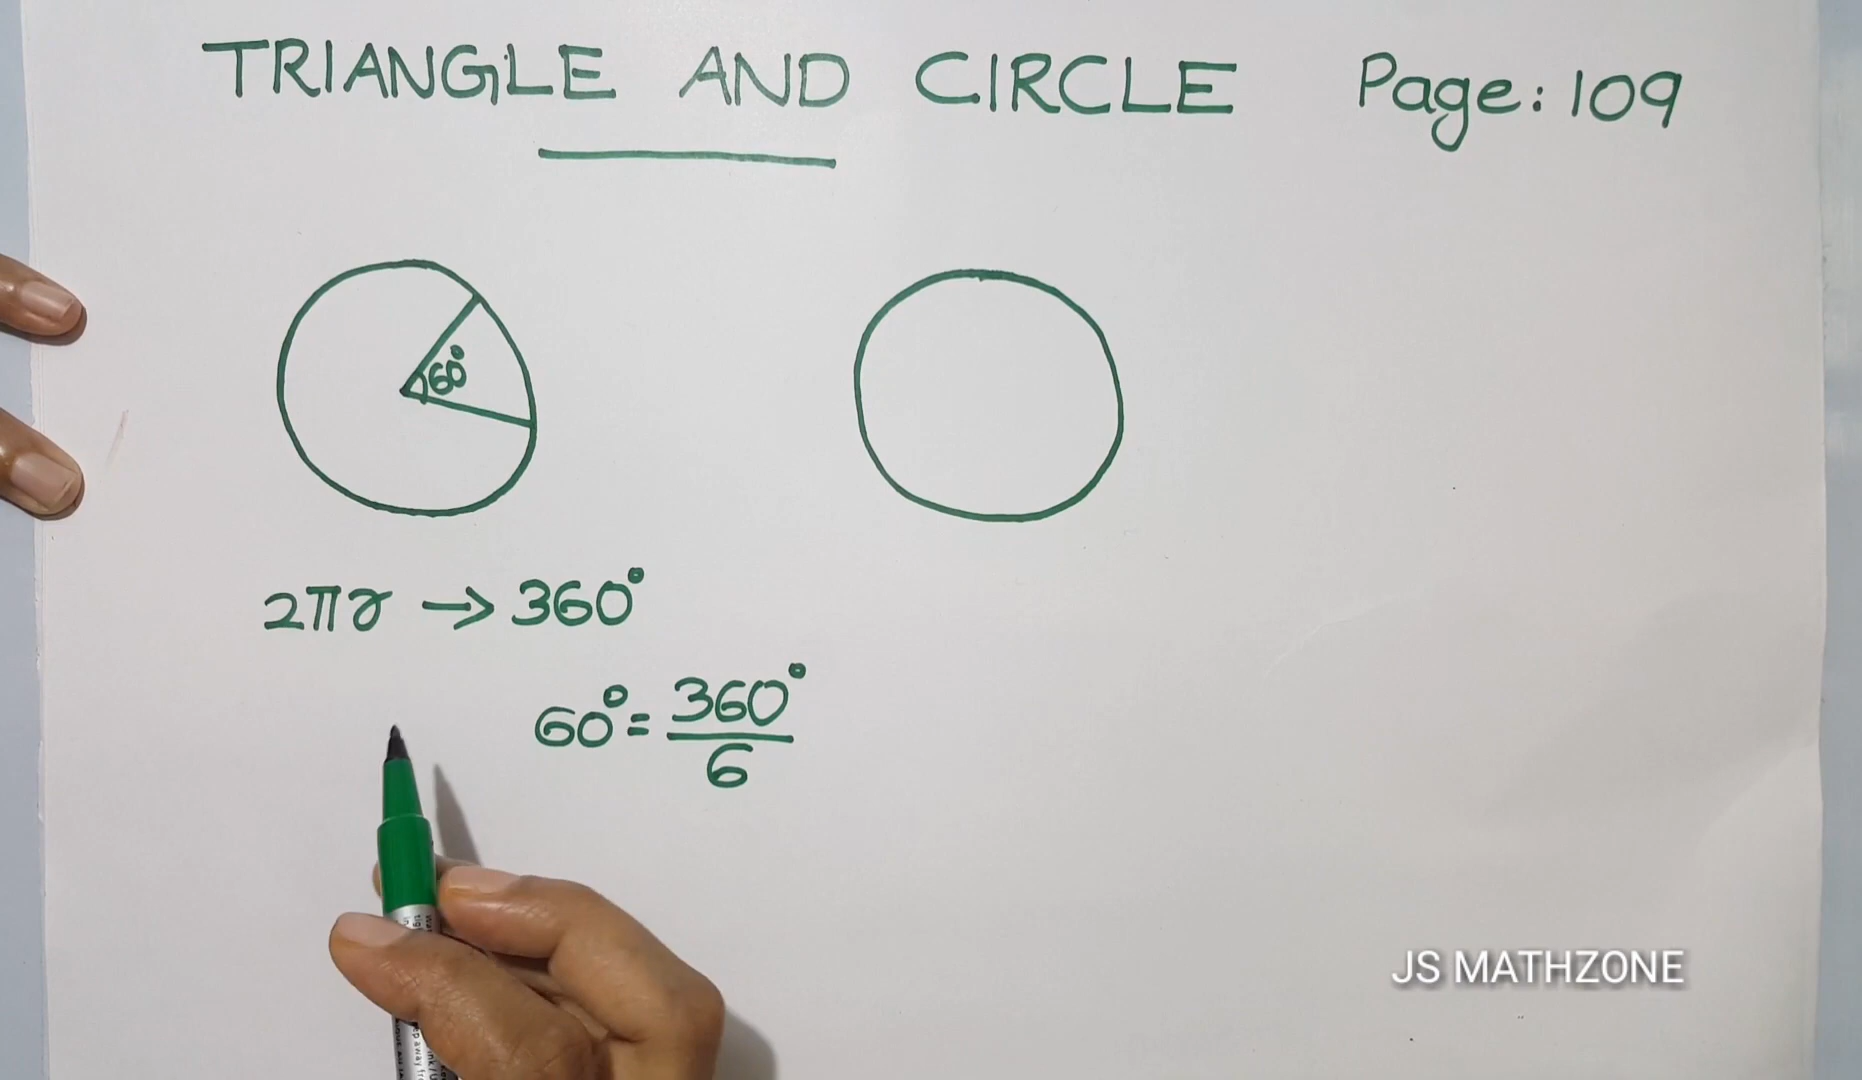 TRIANGLE AND CIRCLE Page: 109
60°
2πr → 360°
60° = 360°/6
JS MATHZONE